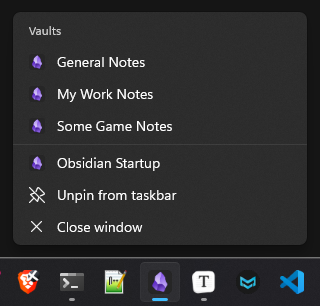 Vaults
General Notes
My Work Notes
Some Game Notes
Obsidian Startup
Unpin from taskbar
Close window
T